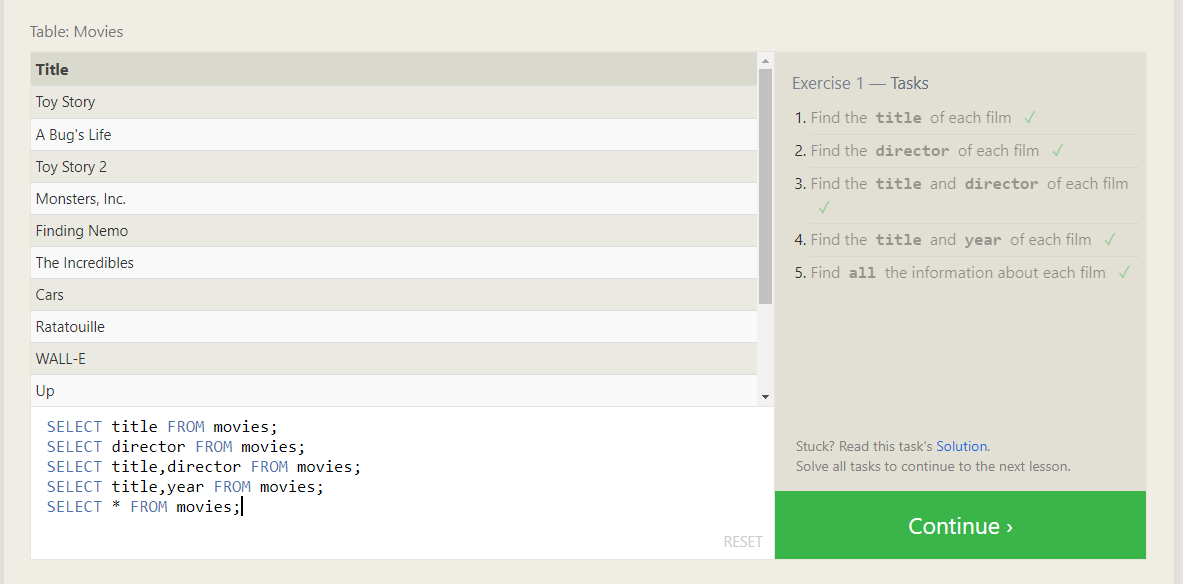 Table: Movies
Title
Toy Story
A Bug's Life
Toy Story 2
Monsters, Inc.
Finding Nemo
The Incredibles
Cars
Ratatouille
WALL-E
Up
SELECT title FROM movies;
SELECT director FROM movies;
SELECT title,director FROM movies;
SELECT title,year FROM movies;
SELECT * FROM movies;
RESET
Exercise 1 — Tasks
1. Find the title of each film ✓
2. Find the director of each film ✓
3. Find the title and director of each film
✓
4. Find the title and year of each film ✓
5. Find all the information about each film ✓
Stuck? Read this task's Solution.
Solve all tasks to continue to the next lesson.
Continue ›